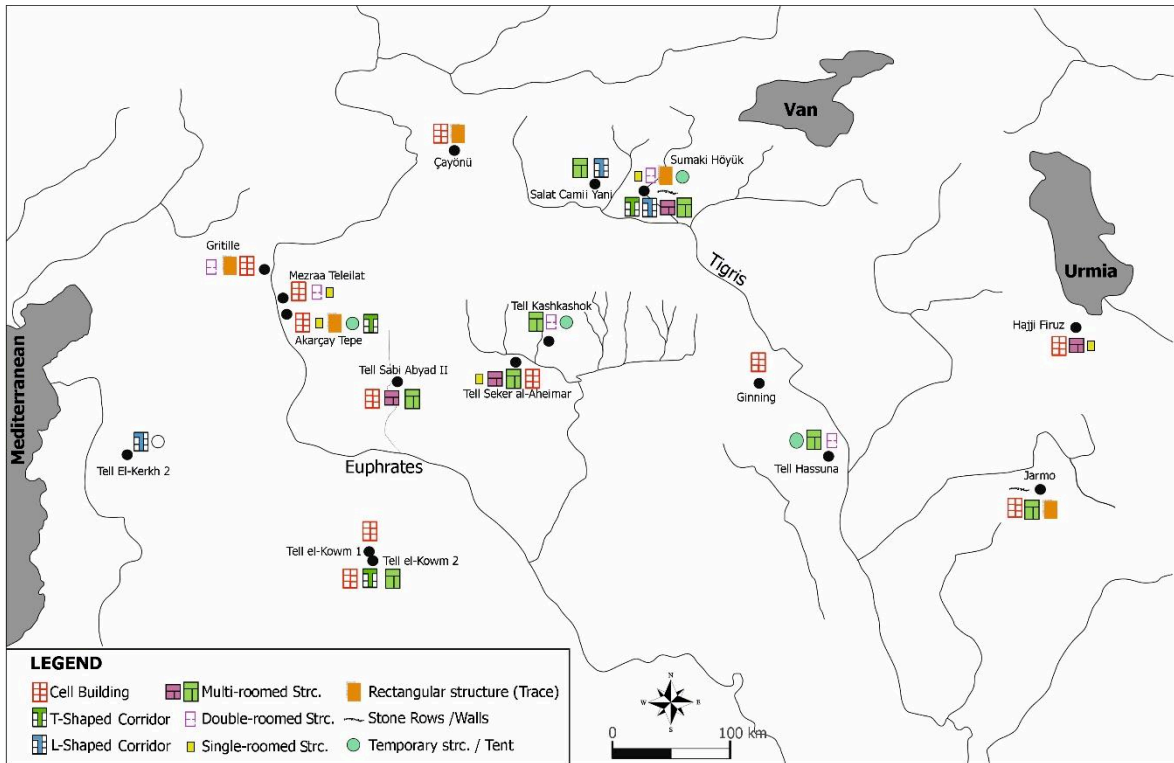 Van
Çayönü
Sumaki Höyük
Salat Camii Yani
Gritille
Tigris
Urmia
Mezraa Teleilat
Tell Kashkashok
Hajji Firuz
Akarçay Tepe
Mediterranean
Tell Sabi Abyad II
Tell Seker al-Aheimar
Ginning
Tell El-Kerkh 2
Euphrates
Tell Hassuna
Jarmo
Tell el-Kowm 1
Tell el-Kowm 2
LEGEND
Cell Building
Multi-roomed Strc.
Rectangular structure (Trace)
T-Shaped Corridor
Double-roomed Strc.
Stone Rows /Walls
L-Shaped Corridor
Single-roomed Strc.
Temporary strc. / Tent
N
W
E
S
0
100 km